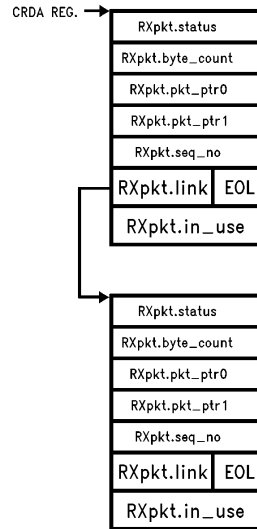 CRDA REG.
RXpkt.status
RXpkt.byte_count
RXpkt.pkt_ptr0
RXpkt.pkt_ptr1
RXpkt.seq_no
RXpkt.link EOL
RXpkt.in_use
RXpkt.status
RXpkt.byte_count
RXpkt.pkt_ptr0
RXpkt.pkt_ptr1
RXpkt.seq_no
RXpkt.link EOL
RXpkt.in_use